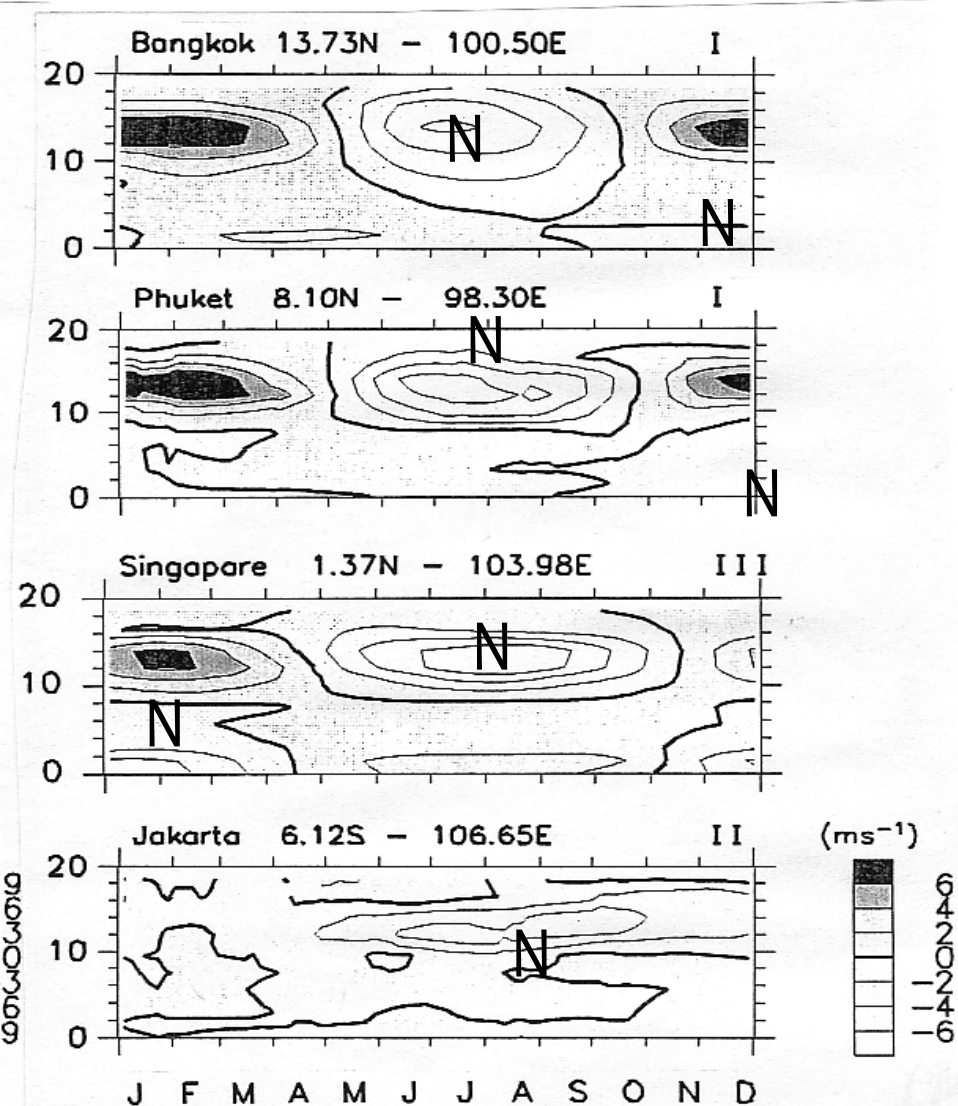 Bangkok 13.73N - 100.50E I
20
N
10
N
0
Phuket 8.10N - 98.30E I
20
N
10
0
N
Singapare 1.37N - 103.98E III
20
N
10
N
0
Jakarta 6.12S - 106.65E II (ms⁻¹)
20
6
4
2
10
N
0
-2
-4
-6
0
J F M A M J J A S O N D